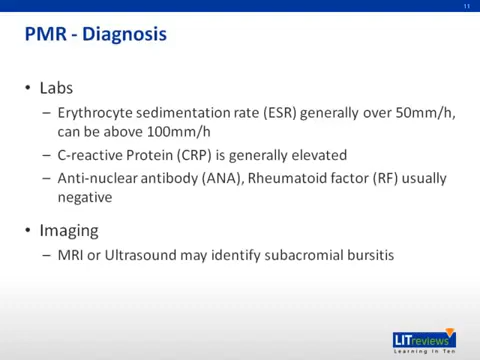 11
PMR - Diagnosis
• Labs
– Erythrocyte sedimentation rate (ESR) generally over 50mm/h,
can be above 100mm/h
– C-reactive Protein (CRP) is generally elevated
– Anti-nuclear antibody (ANA), Rheumatoid factor (RF) usually
negative
• Imaging
– MRI or Ultrasound may identify subacromial bursitis
LITreviews
Learning In Ten